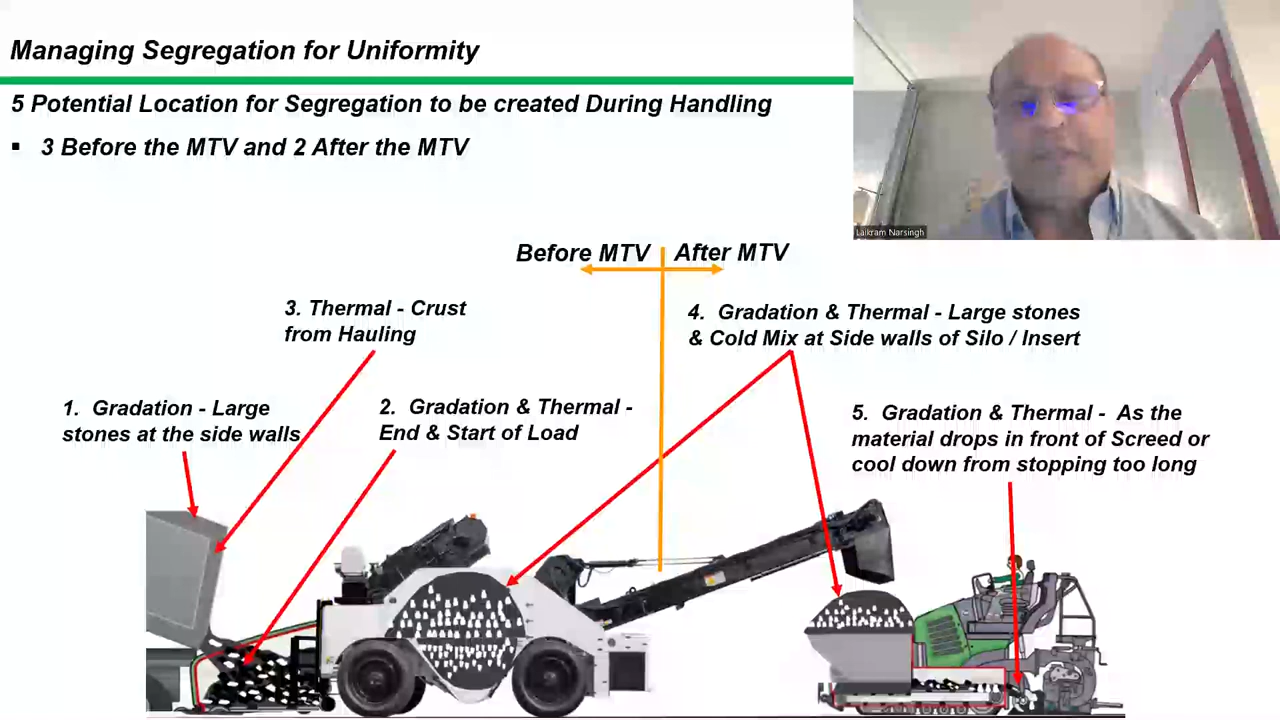 Managing Segregation for Uniformity
5 Potential Location for Segregation to be created During Handling
▪ 3 Before the MTV and 2 After the MTV
Lalkram Narsingh
Before MTV After MTV
3. Thermal - Crust
from Hauling
4. Gradation & Thermal - Large stones
& Cold Mix at Side walls of Silo / Insert
1. Gradation - Large
stones at the side walls
2. Gradation & Thermal -
End & Start of Load
5. Gradation & Thermal - As the
material drops in front of Screed or
cool down from stopping too long